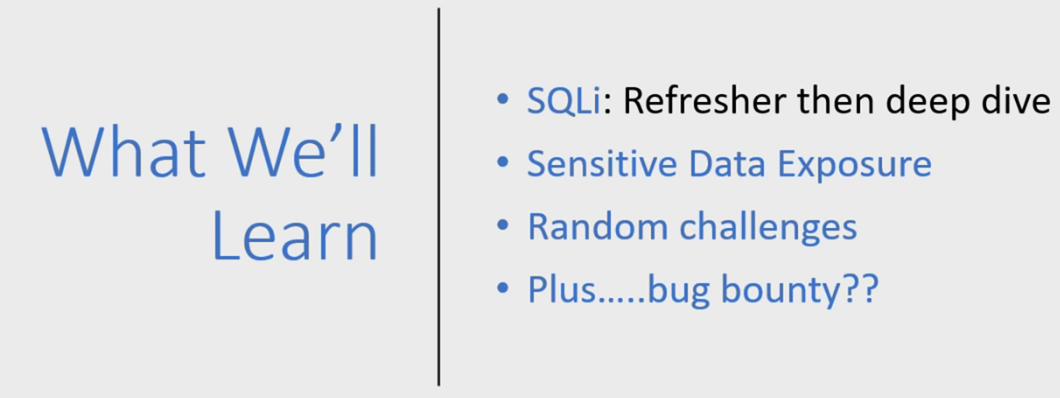 What We’ll
Learn
• SQLi: Refresher then deep dive
• Sensitive Data Exposure
• Random challenges
• Plus.....bug bounty??